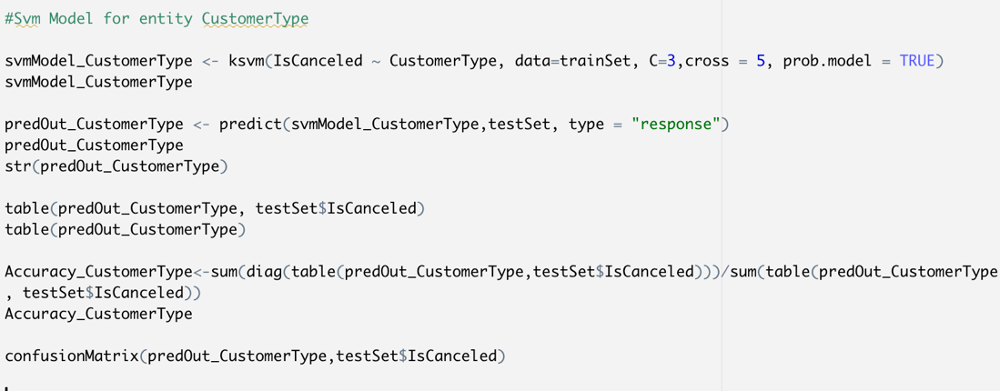 #Svm Model for entity CustomerType
svmModel_CustomerType <- ksvm(IsCanceled ~ CustomerType, data=trainSet, C=3,cross = 5, prob.model = TRUE)
svmModel_CustomerType
predOut_CustomerType <- predict(svmModel_CustomerType,testSet, type = "response")
predOut_CustomerType
str(predOut_CustomerType)
table(predOut_CustomerType, testSet$IsCanceled)
table(predOut_CustomerType)
Accuracy_CustomerType<-sum(diag(table(predOut_CustomerType,testSet$IsCanceled)))/sum(table(predOut_CustomerType
, testSet$IsCanceled))
Accuracy_CustomerType
confusionMatrix(predOut_CustomerType,testSet$IsCanceled)